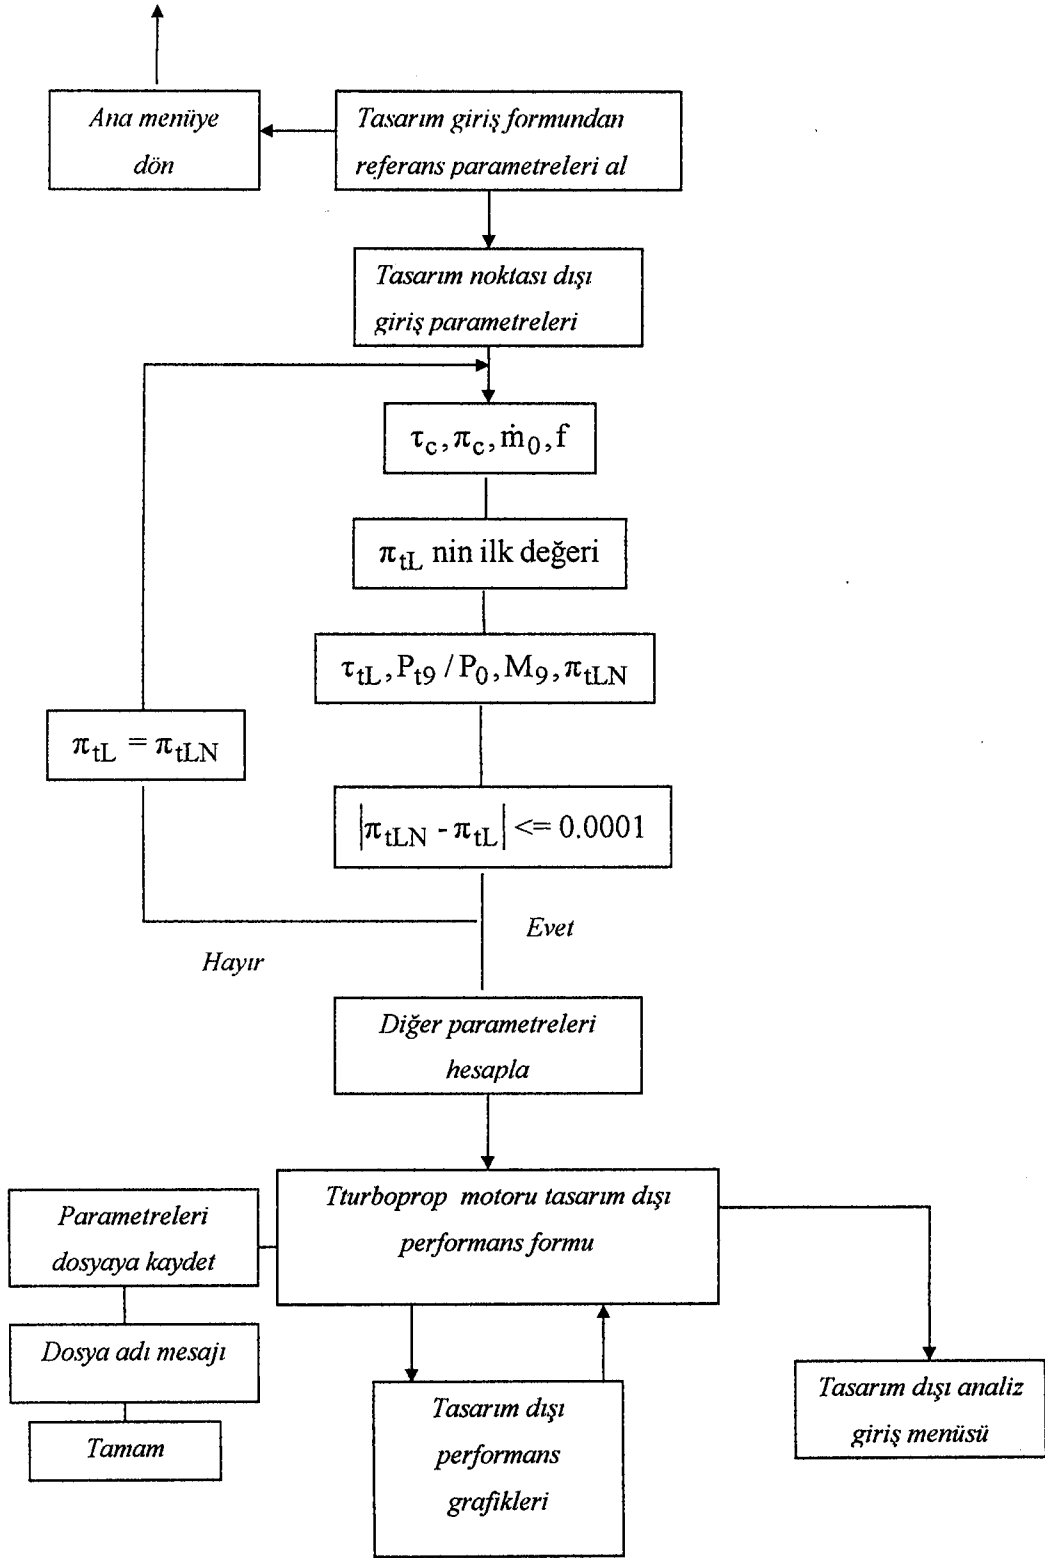 Ana menüye
dön
Tasarım giriş formundan
referans parametreleri al
Tasarım noktası dışı
giriş parametreleri
τc, πc, ṁ0, f
πtL nin ilk değeri
τtL, Pt9 / P0, M9, πtLN
πtL = πtLN
|πtLN - πtL| <= 0.0001
Evet
Hayır
Diğer parametreleri
hesapla
Tturboprop motoru tasarım dışı
performans formu
Parametreleri
dosyaya kaydet
Dosya adı mesajı
Tamam
Tasarım dışı
performans
grafikleri
Tasarım dışı analiz
giriş menüsü